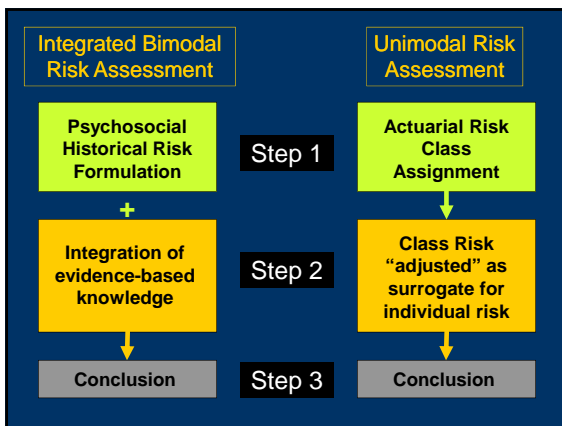 Integrated Bimodal
Risk Assessment
Unimodal Risk
Assessment
Psychosocial
Historical Risk
Formulation
Step 1
Actuarial Risk
Class
Assignment
+
Integration of
evidence-based
knowledge
Step 2
Class Risk
“adjusted” as
surrogate for
individual risk
Conclusion
Step 3
Conclusion